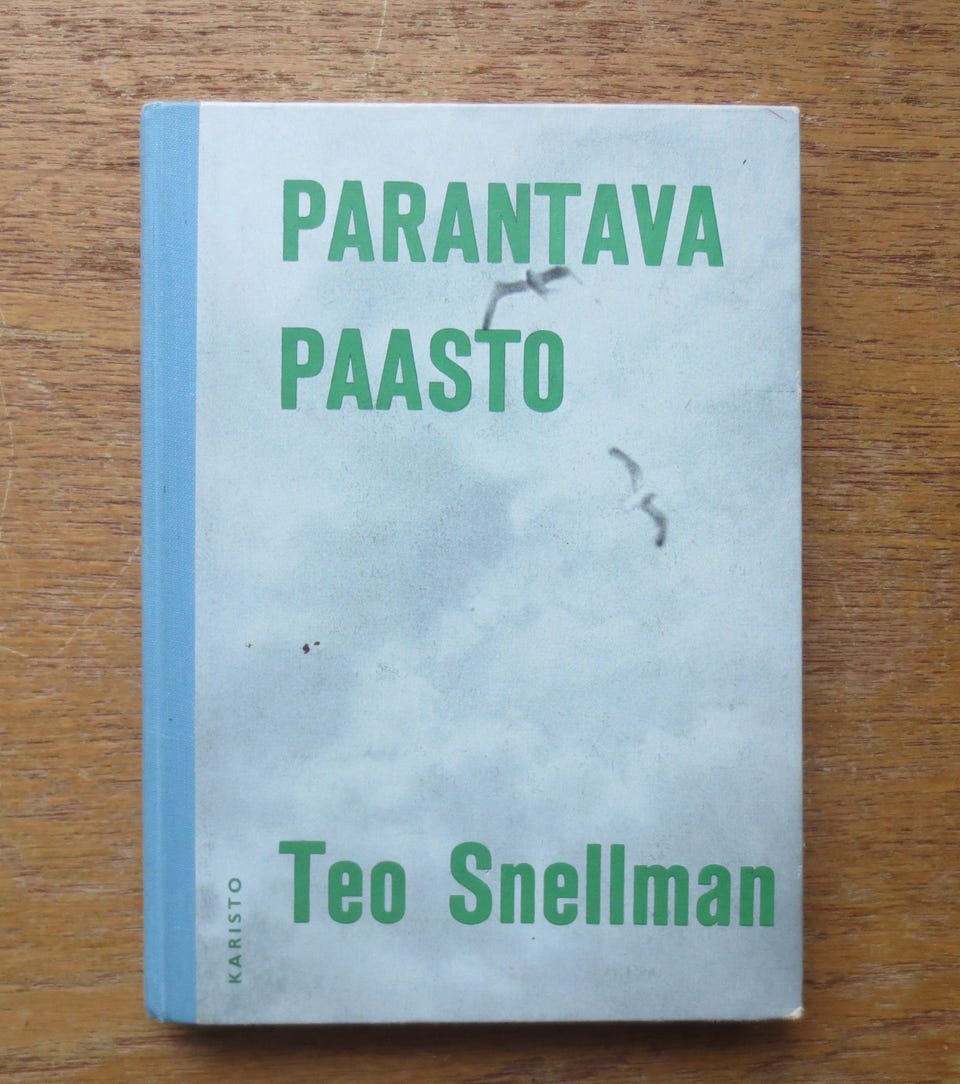 PARANTAVA
PAASTO
Teo Snellman
KARISTO